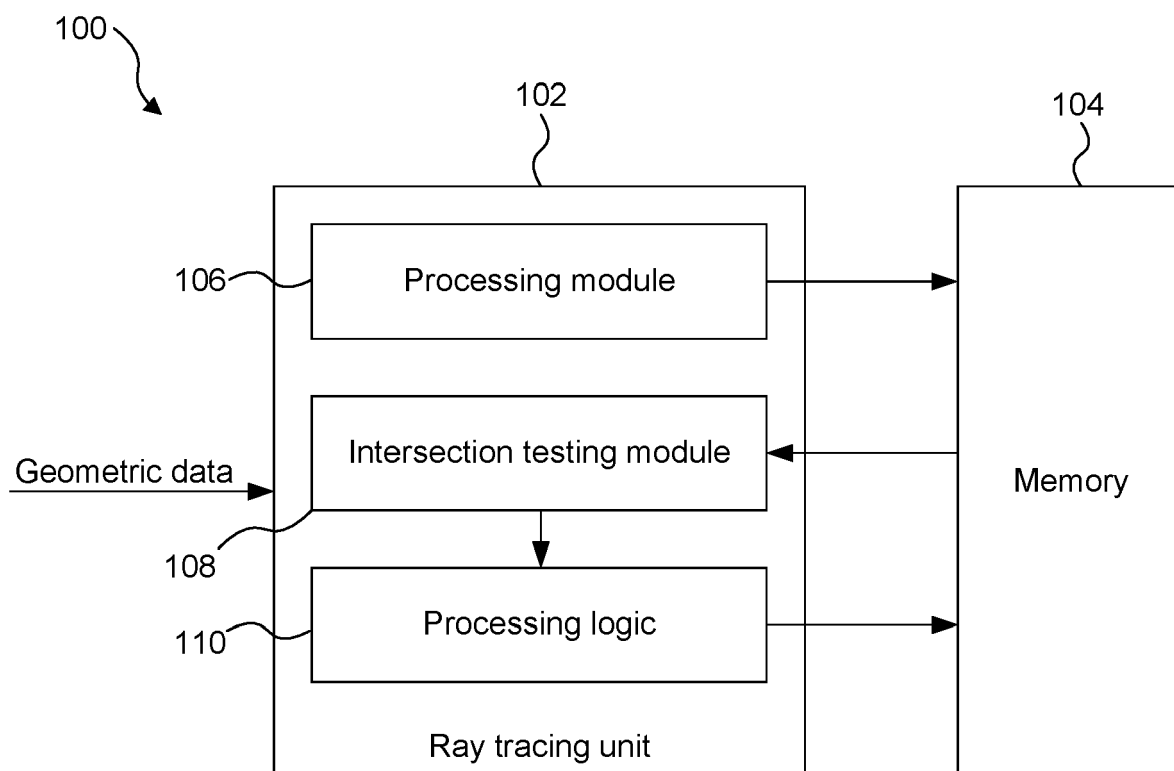 100
102
104
106
Processing module
Geometric data
Intersection testing module
Memory
108
110
Processing logic
Ray tracing unit